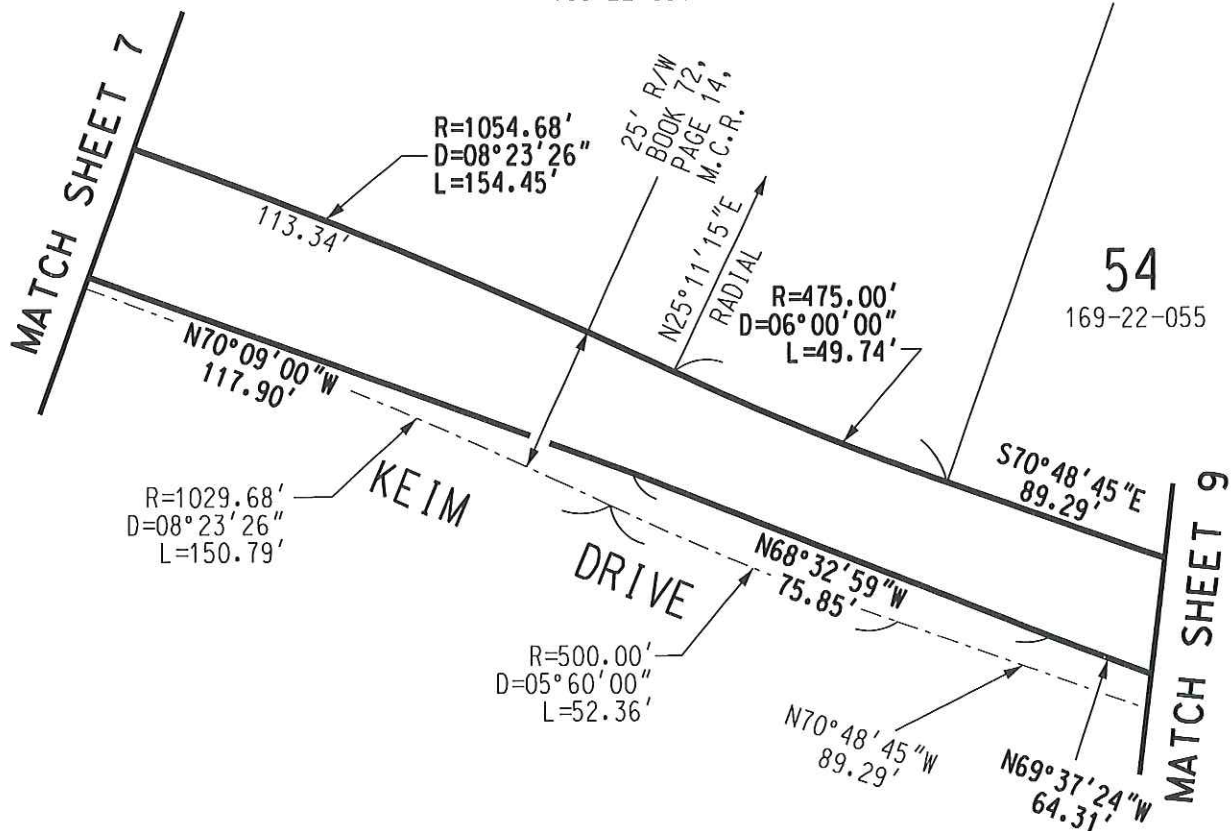 MATCH SHEET 7
R=1054.68'
D=08°23'26"
L=154.45'
113.34'
25' R/W
BOOK 72,
PAGE 14,
M.C.R.
N25°11'15"E
RADIAL
R=475.00'
D=06°00'00"
L=49.74'
54
169-22-055
N70°09'00"W
117.90'
S70°48'45"E
89.29'
R=1029.68'
D=08°23'26"
L=150.79'
KEIM
DRIVE
N68°32'59"W
75.85'
R=500.00'
D=05°60'00"
L=52.36'
N70°48'45"W
89.29'
N69°37'24"W
64.31'
MATCH SHEET 9